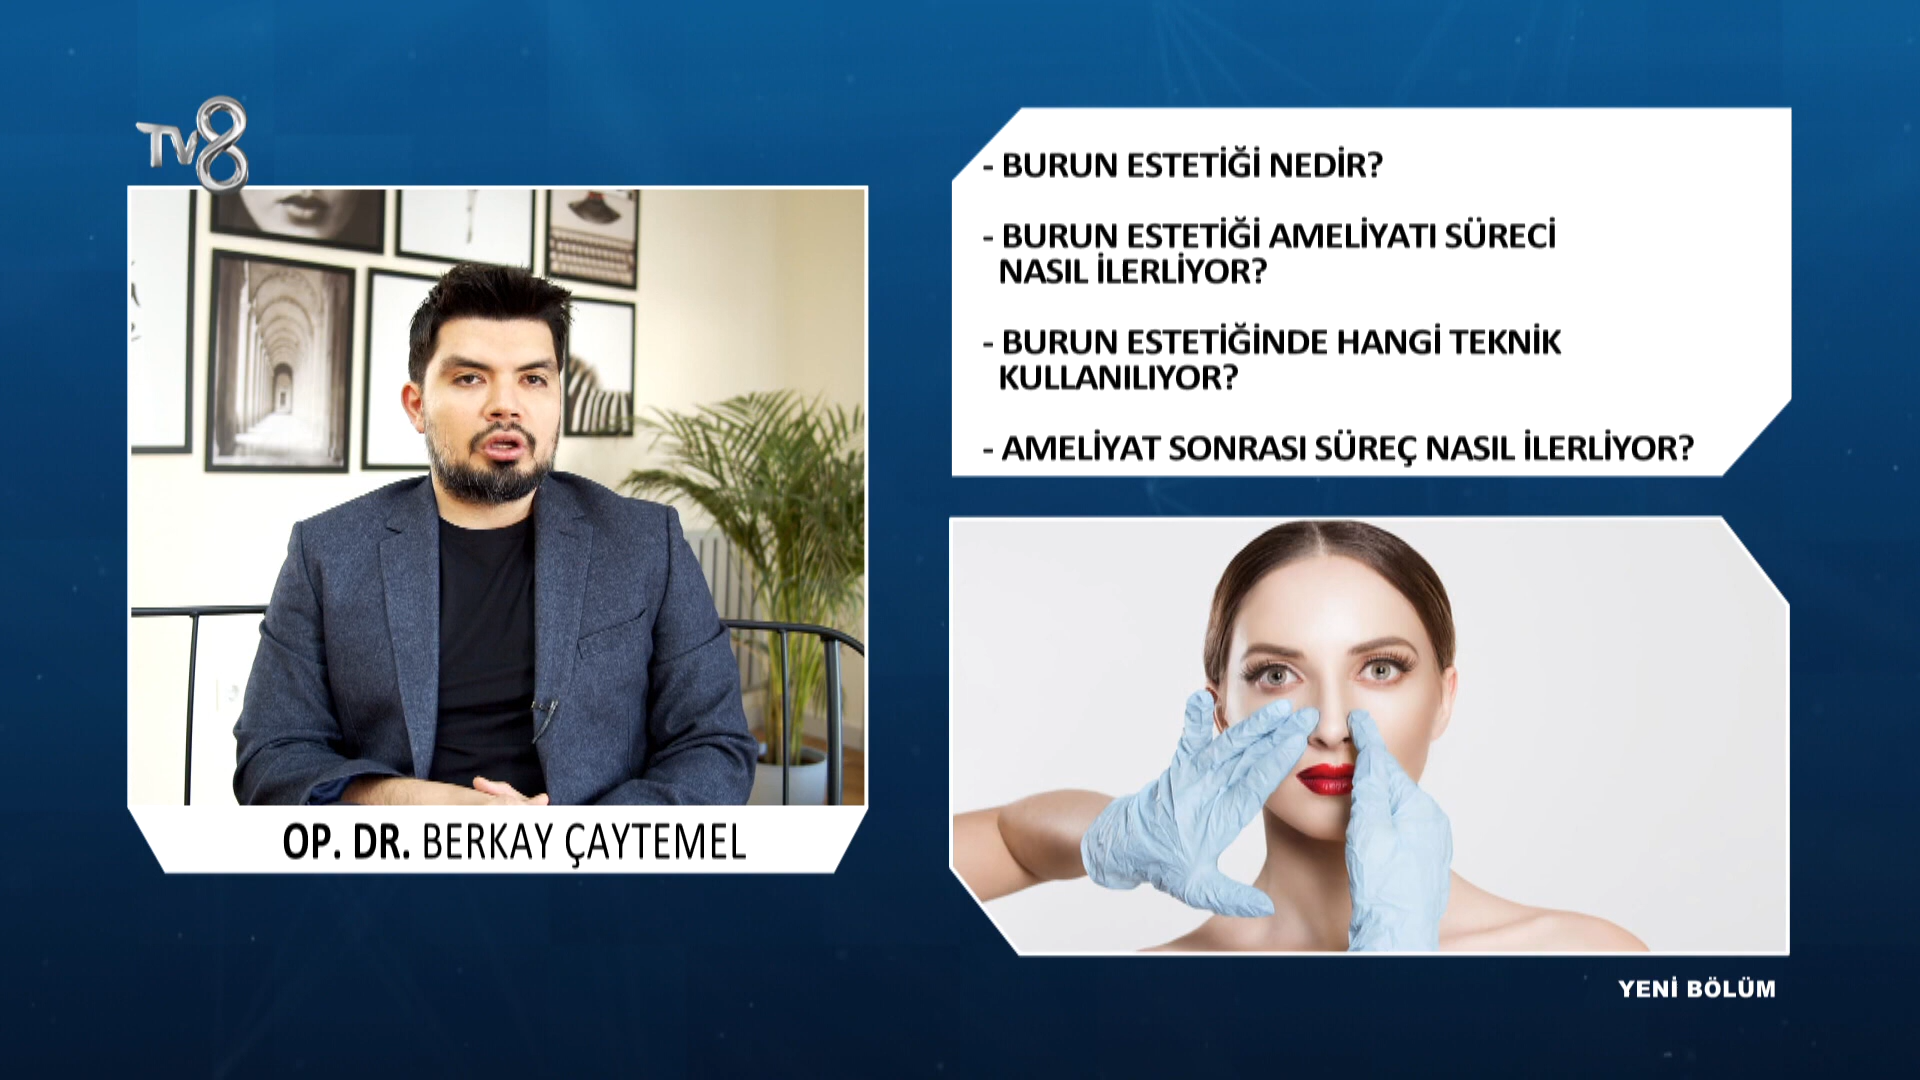 TV8
- BURUN ESTETİĞİ NEDİR?
- BURUN ESTETİĞİ AMELİYATI SÜRECİ
NASIL İLERLİYOR?
- BURUN ESTETİĞİNDE HANGİ TEKNİK
KULLANILIYOR?
- AMELİYAT SONRASI SÜREÇ NASIL İLERLİYOR?
OP. DR. BERKAY ÇAYTEMEL
YENİ BÖLÜM